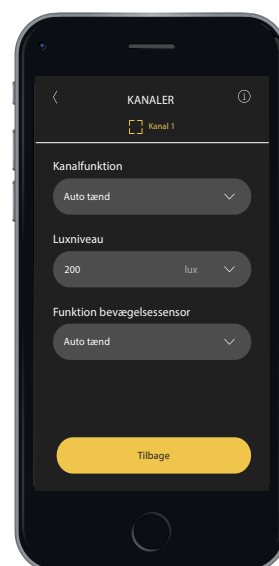 KANALER
Kanal 1
Kanalfunktion
Auto tænd
Luxniveau
200 lux
Funktion bevægelsessensor
Auto tænd
Tilbage